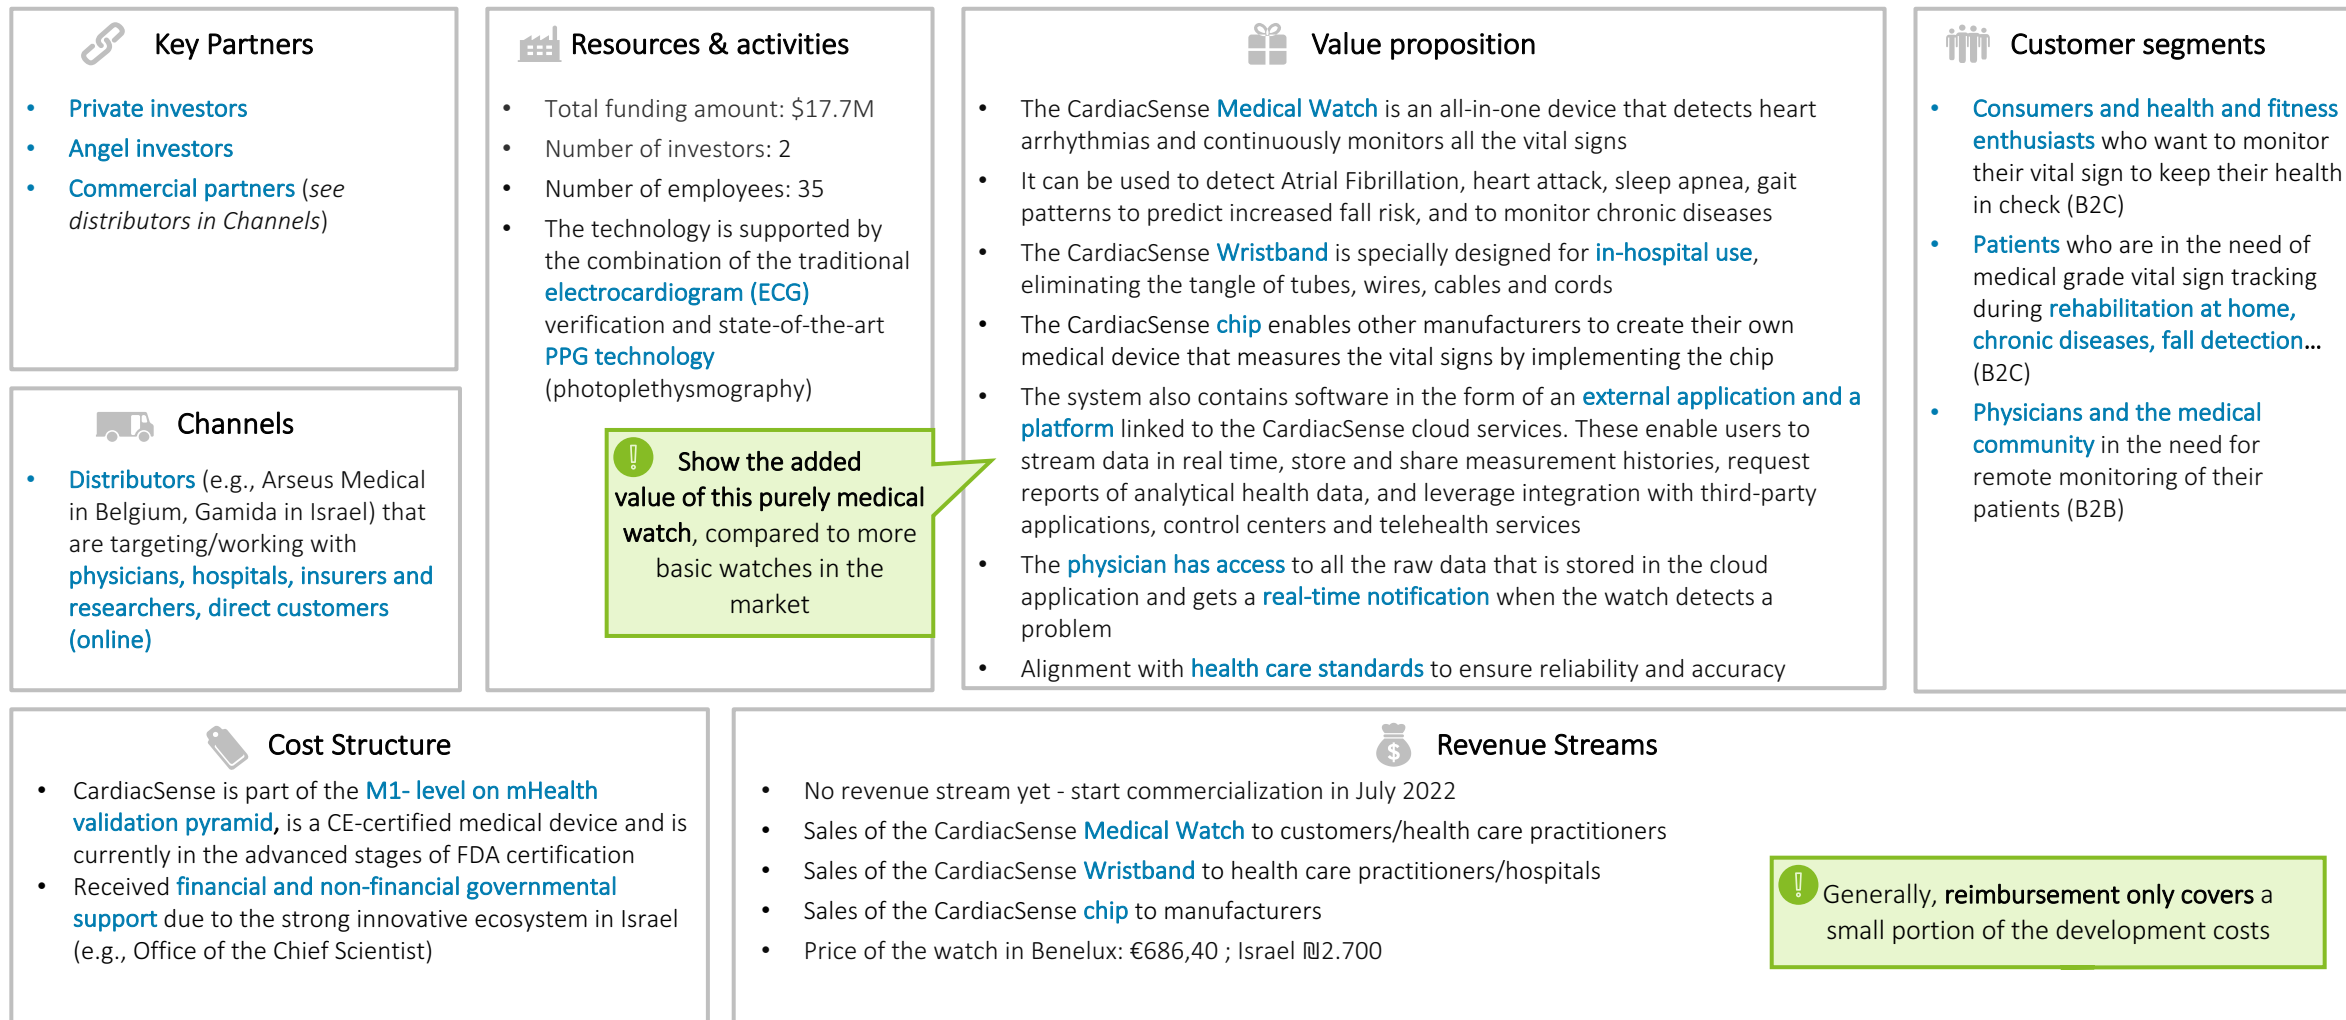 Key Partners
• Private investors
• Angel investors
• Commercial partners (see
distributors in Channels)
Channels
• Distributors (e.g., Arseus Medical
in Belgium, Gamida in Israel) that
are targeting/working with
physicians, hospitals, insurers and
researchers, direct customers
(online)
Resources & activities
• Total funding amount: $17.7M
• Number of investors: 2
• Number of employees: 35
• The technology is supported by
the combination of the traditional
electrocardiogram (ECG)
verification and state-of-the-art
PPG technology
(photoplethysmography)
! Show the added
value of this purely medical
watch, compared to more
basic watches in the
market
Value proposition
• The CardiacSense Medical Watch is an all-in-one device that detects heart
arrhythmias and continuously monitors all the vital signs
• It can be used to detect Atrial Fibrillation, heart attack, sleep apnea, gait
patterns to predict increased fall risk, and to monitor chronic diseases
• The CardiacSense Wristband is specially designed for in-hospital use,
eliminating the tangle of tubes, wires, cables and cords
• The CardiacSense chip enables other manufacturers to create their own
medical device that measures the vital signs by implementing the chip
• The system also contains software in the form of an external application and a
platform linked to the CardiacSense cloud services. These enable users to
stream data in real time, store and share measurement histories, request
reports of analytical health data, and leverage integration with third-party
applications, control centers and telehealth services
• The physician has access to all the raw data that is stored in the cloud
application and gets a real-time notification when the watch detects a
problem
• Alignment with health care standards to ensure reliability and accuracy
Customer segments
• Consumers and health and fitness
enthusiasts who want to monitor
their vital sign to keep their health
in check (B2C)
• Patients who are in the need of
medical grade vital sign tracking
during rehabilitation at home,
chronic diseases, fall detection…
(B2C)
• Physicians and the medical
community in the need for
remote monitoring of their
patients (B2B)
Cost Structure
• CardiacSense is part of the M1- level on mHealth
validation pyramid, is a CE-certified medical device and is
currently in the advanced stages of FDA certification
• Received financial and non-financial governmental
support due to the strong innovative ecosystem in Israel
(e.g., Office of the Chief Scientist)
$ Revenue Streams
• No revenue stream yet - start commercialization in July 2022
• Sales of the CardiacSense Medical Watch to customers/health care practitioners
• Sales of the CardiacSense Wristband to health care practitioners/hospitals
• Sales of the CardiacSense chip to manufacturers
• Price of the watch in Benelux: €686,40 ; Israel ₪2.700
! Generally, reimbursement only covers a
small portion of the development costs